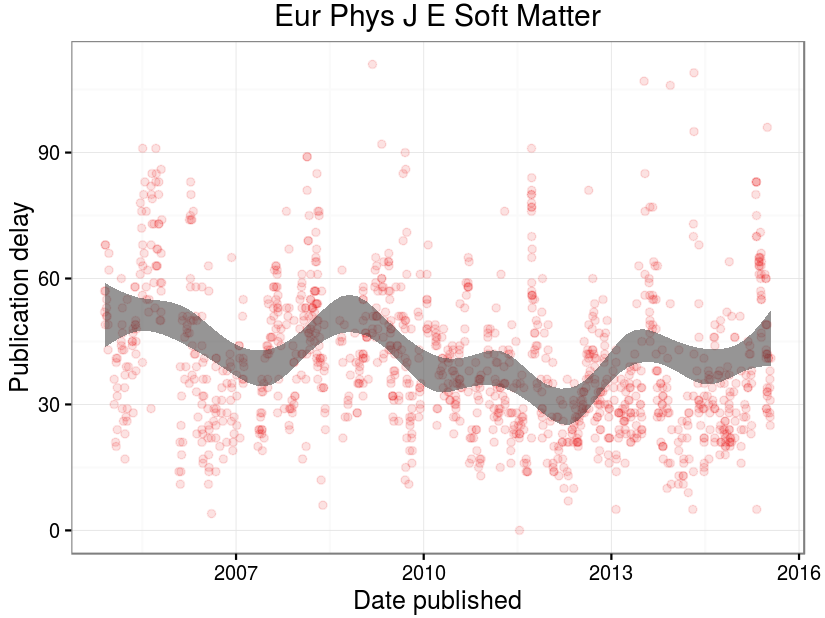 Eur Phys J E Soft Matter
Publication delay
90
60
30
0
2007 2010 2013 2016
Date published